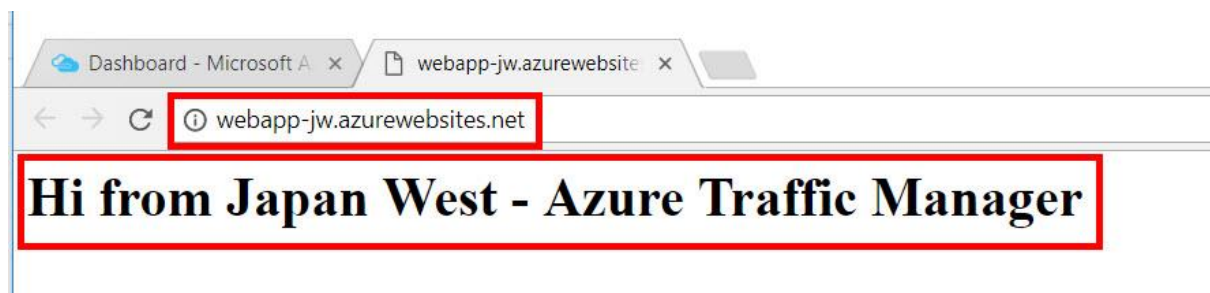 Dashboard - Microsoft A
webapp-jw.azurewebsite
webapp-jw.azurewebsites.net
Hi from Japan West - Azure Traffic Manager